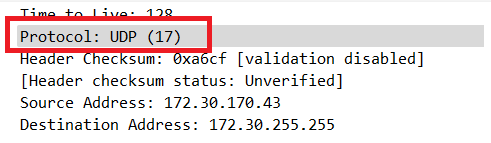 Time to Live: 128
Protocol: UDP (17)
Header Checksum: 0xa6cf [validation disabled]
[Header checksum status: Unverified]
Source Address: 172.30.170.43
Destination Address: 172.30.255.255